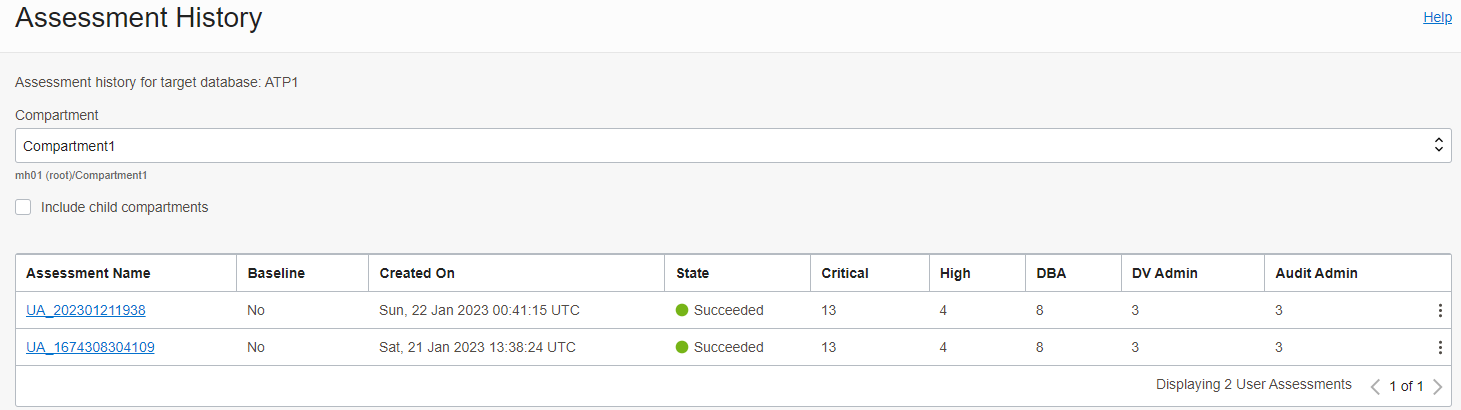 Assessment History
Help
Assessment history for target database: ATP1
Compartment
Compartment1
mh01 (root)/Compartment1
Include child compartments
Assessment Name Baseline Created On State Critical High DBA DV Admin Audit Admin
UA_202301211938 No Sun, 22 Jan 2023 00:41:15 UTC Succeeded 13 4 8 3 3
UA_1674308304109 No Sat, 21 Jan 2023 13:38:24 UTC Succeeded 13 4 8 3 3
Displaying 2 User Assessments 1 of 1